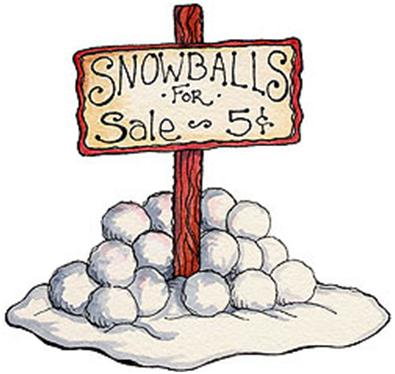 SNOWBALLS
• FOR •
Sale ~ 5¢